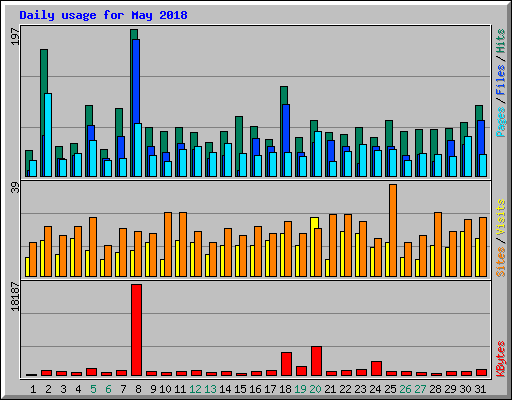 Daily usage for May 2018
197
Pages/Files/Hits
39
Sites/Visits
18187
KBytes
1 2 3 4 5 6 7 8 9 10 11 12 13 14 15 16 17 18 19 20 21 22 23 24 25 26 27 28 29 30 31